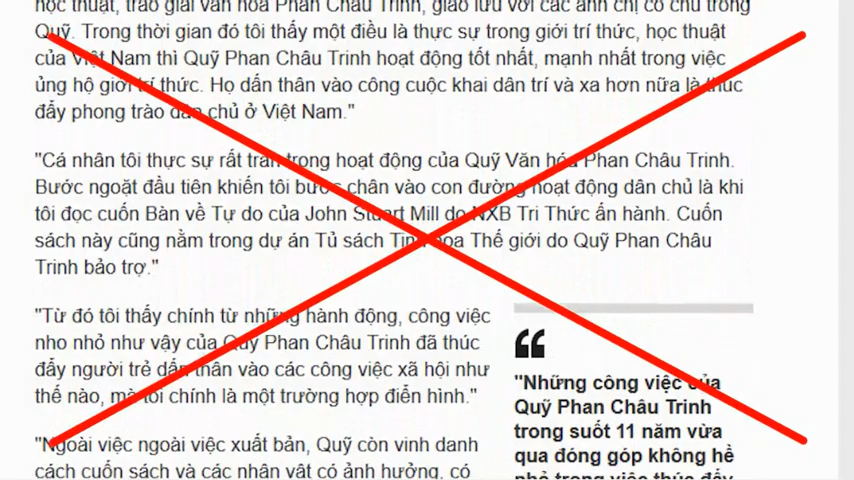 học thuật, trao giải văn hóa Phan Châu Trinh, giao lưu với các anh chị cô chú trong
Quỹ. Trong thời gian đó tôi thấy một điều là thực sự trong giới trí thức, học thuật
của Việt Nam thì Quỹ Phan Châu Trinh hoạt động tốt nhất, mạnh nhất trong việc
ủng hộ giới trí thức. Họ dấn thân vào công cuộc khai dân trí và xa hơn nữa là thúc
đẩy phong trào dân chủ ở Việt Nam."
"Cá nhân tôi thực sự rất trân trọng hoạt động của Quỹ Văn hóa Phan Châu Trinh.
Bước ngoặt đầu tiên khiến tôi bước chân vào con đường hoạt động dân chủ là khi
tôi đọc cuốn Bàn về Tự do của John Stuart Mill do NXB Tri Thức ấn hành. Cuốn
sách này cũng nằm trong dự án Tủ sách Tinh hoa Thế giới do Quỹ Phan Châu
Trinh bảo trợ."
"Từ đó tôi thấy chính từ những hành động, công việc
nho nhỏ như vậy của Quỹ Phan Châu Trinh đã thúc
đẩy người trẻ dấn thân vào các công việc xã hội như
thế nào, mà tôi chính là một trường hợp điển hình."
"Ngoài việc ngoài việc xuất bản, Quỹ còn vinh danh
cách cuốn sách và các nhân vật có ảnh hưởng, có
"Những công việc của
Quỹ Phan Châu Trinh
trong suốt 11 năm vừa
qua đóng góp không hề
nhỏ trong việc thúc đẩy